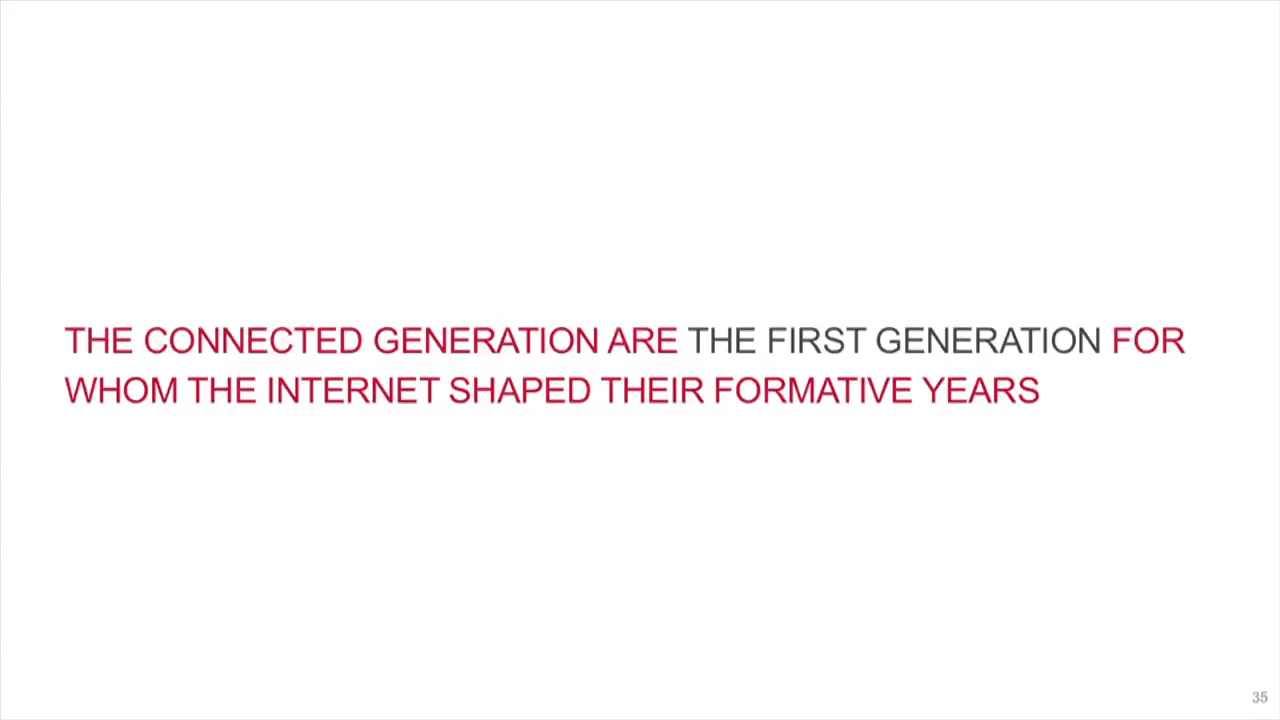 THE CONNECTED GENERATION ARE THE FIRST GENERATION FOR
WHOM THE INTERNET SHAPED THEIR FORMATIVE YEARS
35